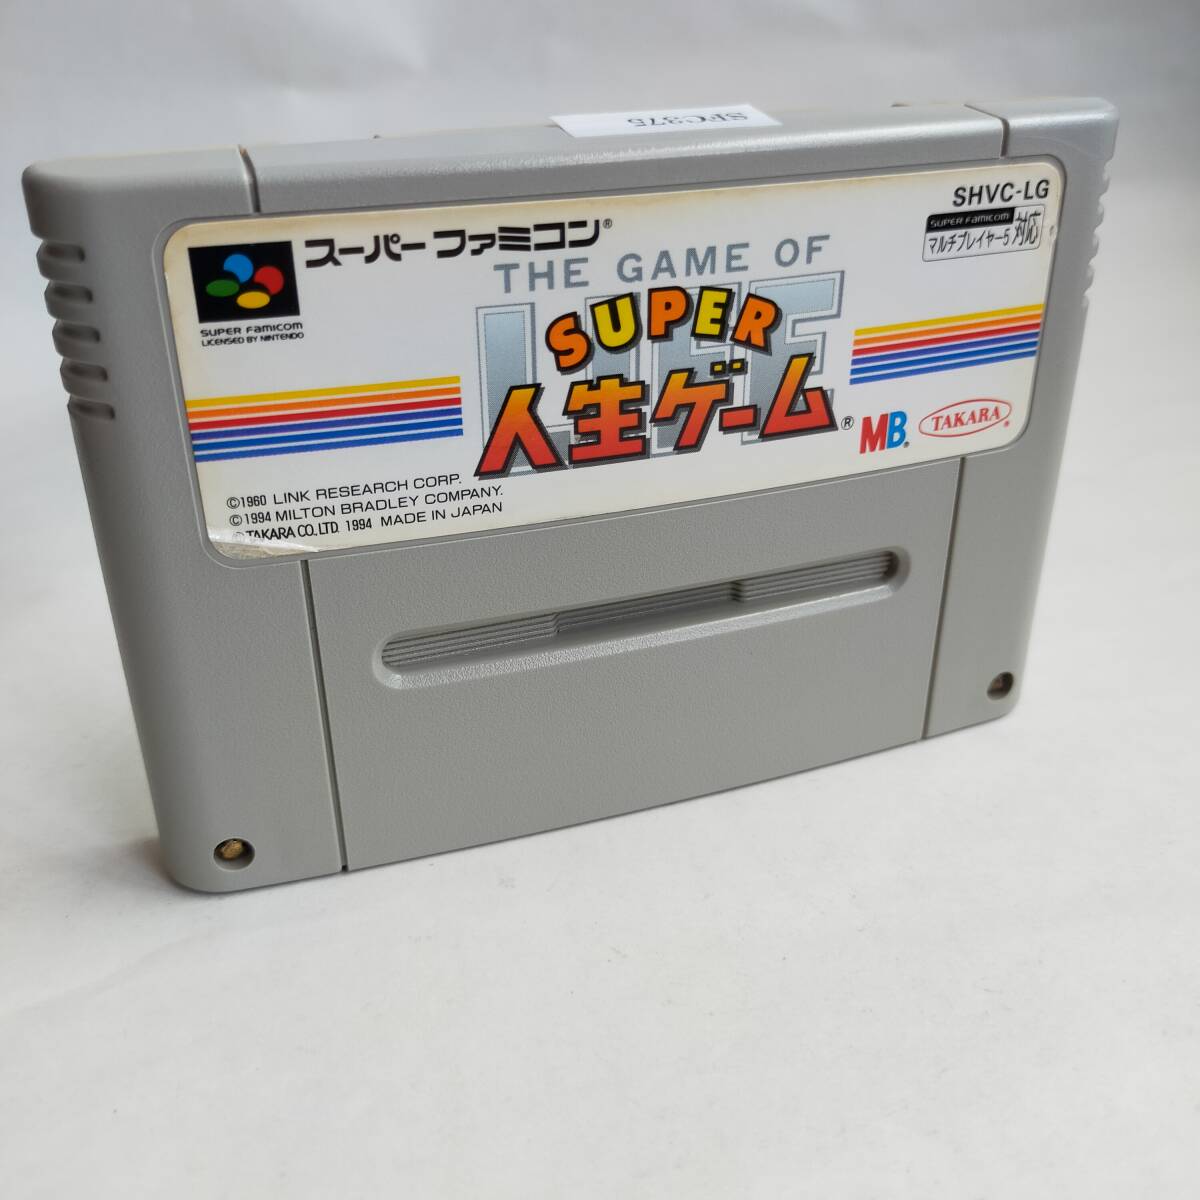 SFC375
SHVC-LG
SUPER FAMICOM
マルチプレイヤー5対応
スーパーファミコン®
SUPER FAMICOM
LICENSED BY NINTENDO
THE GAME OF
LIFE
SUPER
人生ゲーム®
MB®
TAKARA®
©1960 LINK RESEARCH CORP.
©1994 MILTON BRADLEY COMPANY.
©TAKARA CO.,LTD. 1994 MADE IN JAPAN